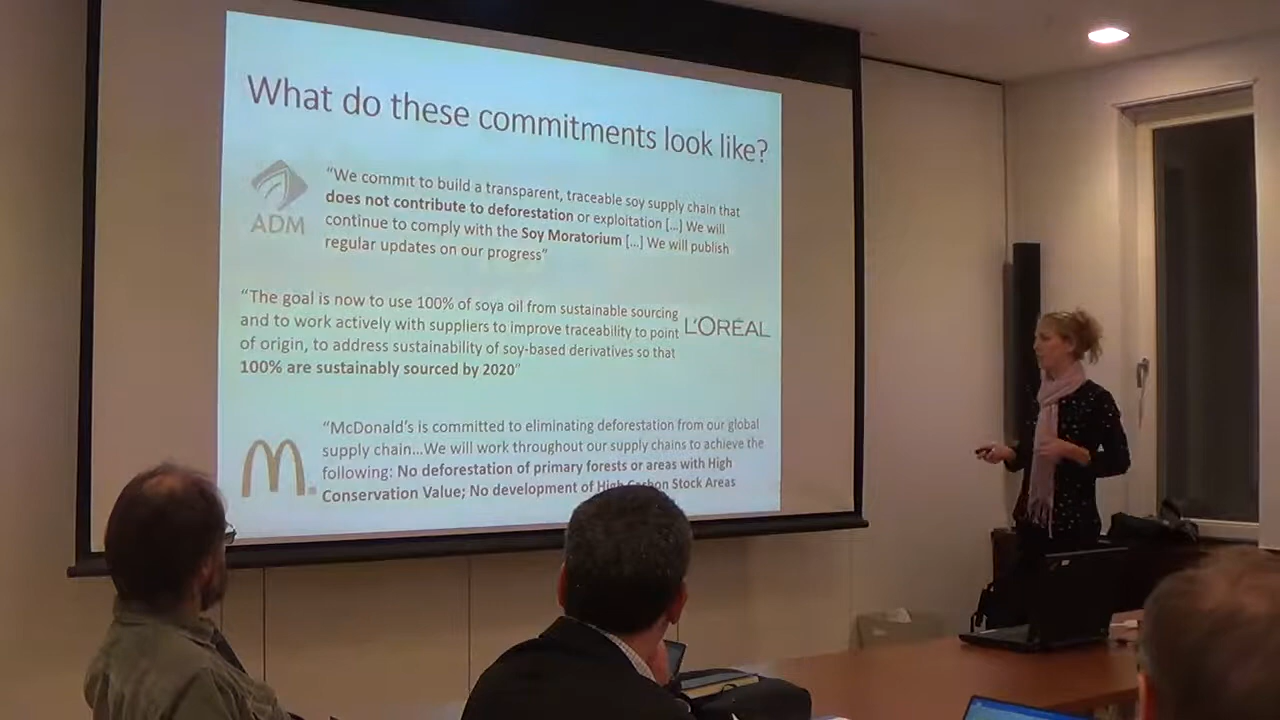 What do these commitments look like?
ADM
“We commit to build a transparent, traceable soy supply chain that
does not contribute to deforestation or exploitation [...] We will
continue to comply with the Soy Moratorium [...] We will publish
regular updates on our progress”
“The goal is now to use 100% of soya oil from sustainable sourcing
and to work actively with suppliers to improve traceability to point
of origin, to address sustainability of soy-based derivatives so that
100% are sustainably sourced by 2020”
L'ORÉAL
“McDonald’s is committed to eliminating deforestation from our global
supply chain...We will work throughout our supply chains to achieve the
following: No deforestation of primary forests or areas with High
Conservation Value; No development of High Carbon Stock Areas